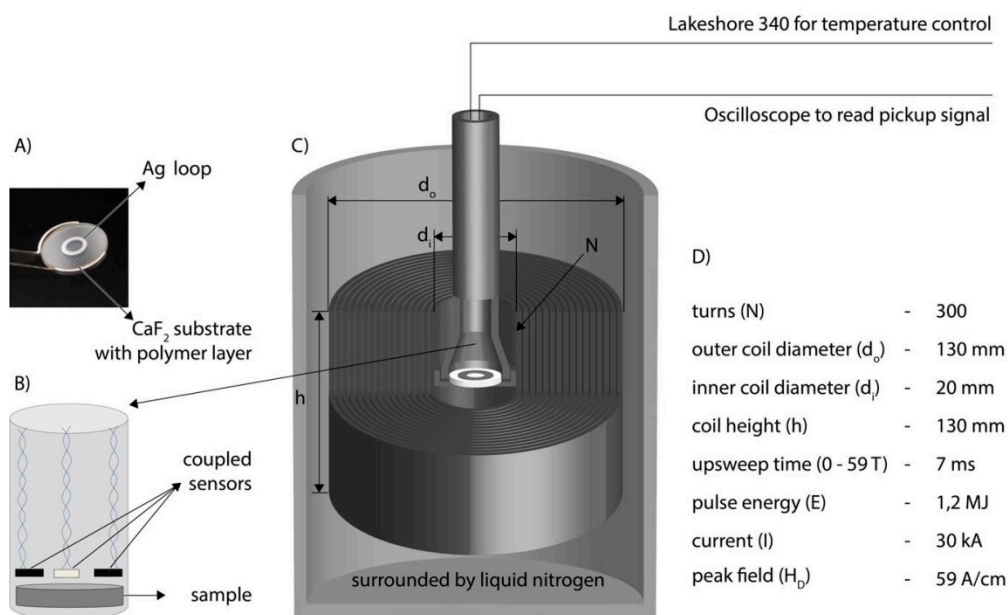 Lakeshore 340 for temperature control
Oscilloscope to read pickup signal
A)
Ag loop
CaF₂ substrate
with polymer layer
B)
coupled
sensors
sample
C)
dₒ
dᵢ
N
h
surrounded by liquid nitrogen
D)
turns (N) - 300
outer coil diameter (dₒ) - 130 mm
inner coil diameter (dᵢ) - 20 mm
coil height (h) - 130 mm
upsweep time (0 - 59 T) - 7 ms
pulse energy (E) - 1,2 MJ
current (I) - 30 kA
peak field (H_D) - 59 A/cm